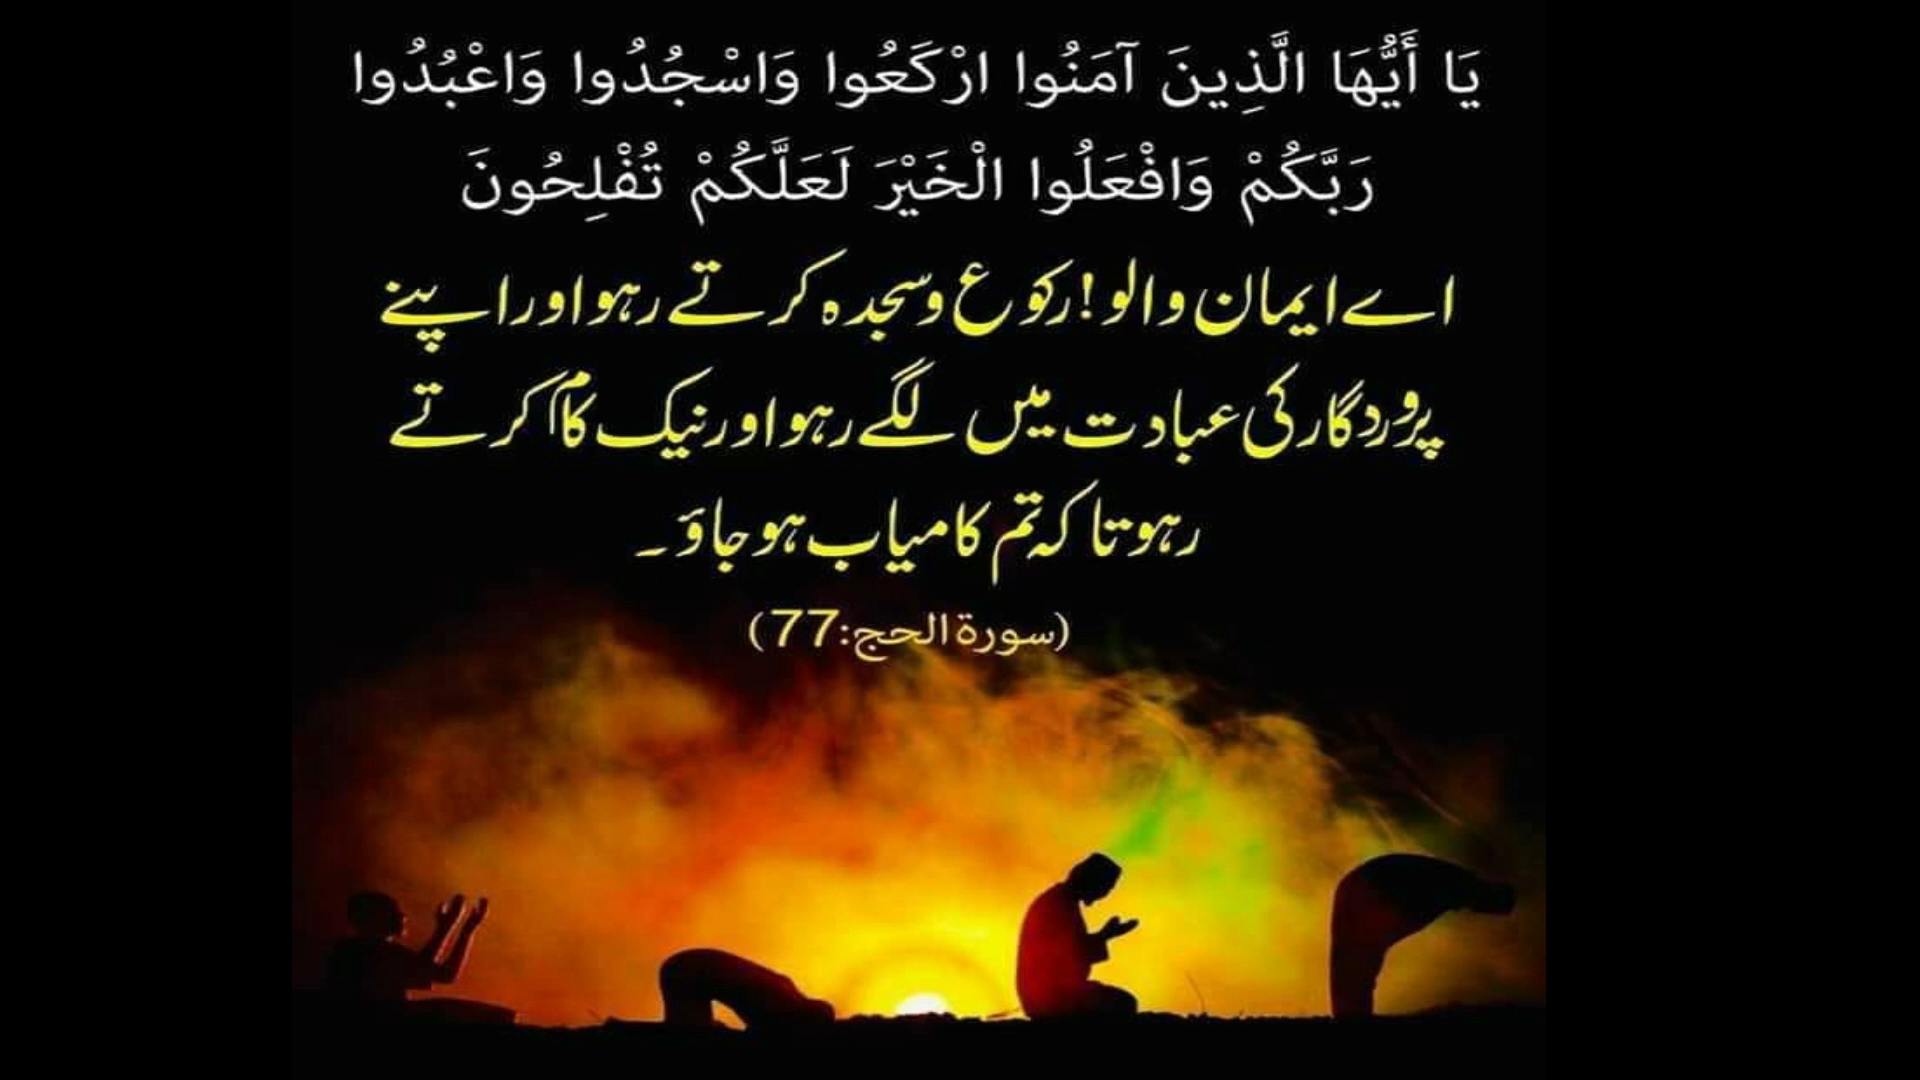 يَا أَيُّهَا الَّذِينَ آمَنُوا ارْكَعُوا وَاسْجُدُوا وَاعْبُدُوا
رَبَّكُمْ وَافْعَلُوا الْخَيْرَ لَعَلَّكُمْ تُفْلِحُونَ
اے ایمان والو! رکوع و سجدہ کرتے رہو اور اپنے
پروردگار کی عبادت میں لگے رہو اور نیک کام کرتے
رہو تاکہ تم کامیاب ہو جاؤ۔
(سورة الحج:77)